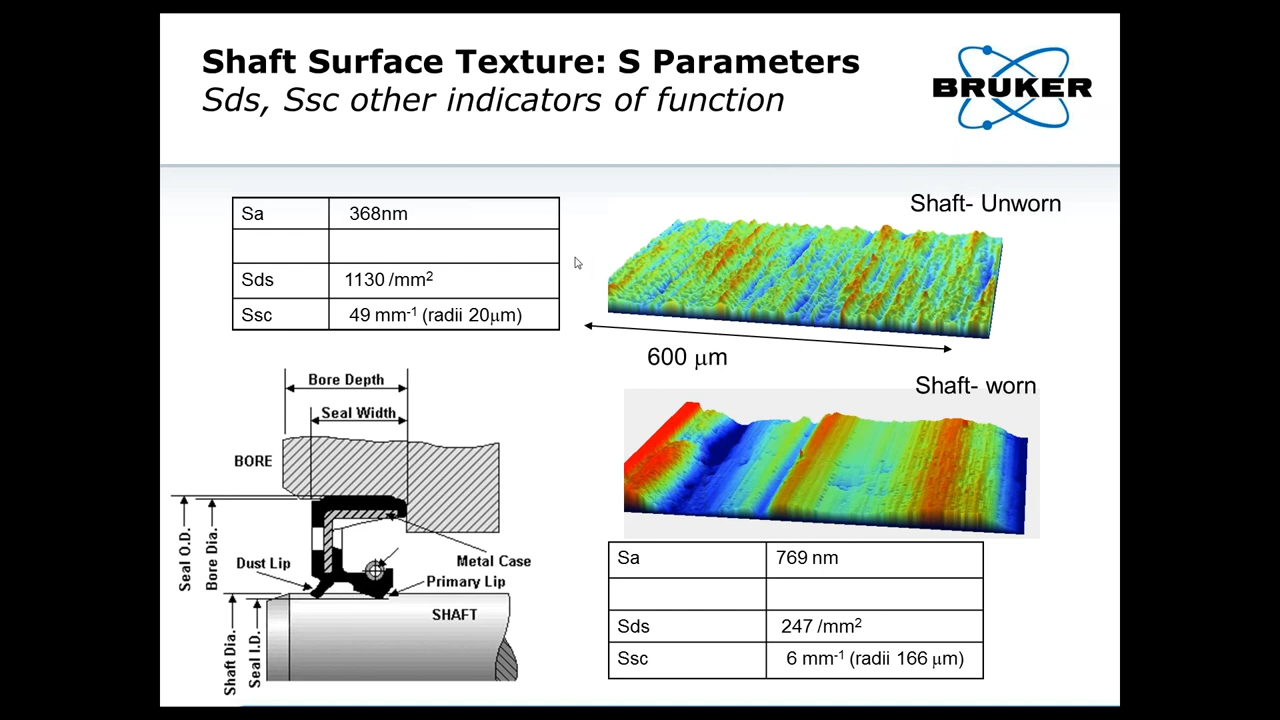 Shaft Surface Texture: S Parameters
Sds, Ssc other indicators of function
BRUKER
Sa 368nm
Sds 1130 /mm²
Ssc 49 mm⁻¹ (radii 20μm)
Shaft- Unworn
600 μm
Shaft- worn
Sa 769 nm
Sds 247 /mm²
Ssc 6 mm⁻¹ (radii 166 μm)
Bore Depth
Seal Width
BORE
Seal O.D.
Bore Dia.
Dust Lip
Metal Case
Primary Lip
SHAFT
Shaft Dia.
Seal I.D.